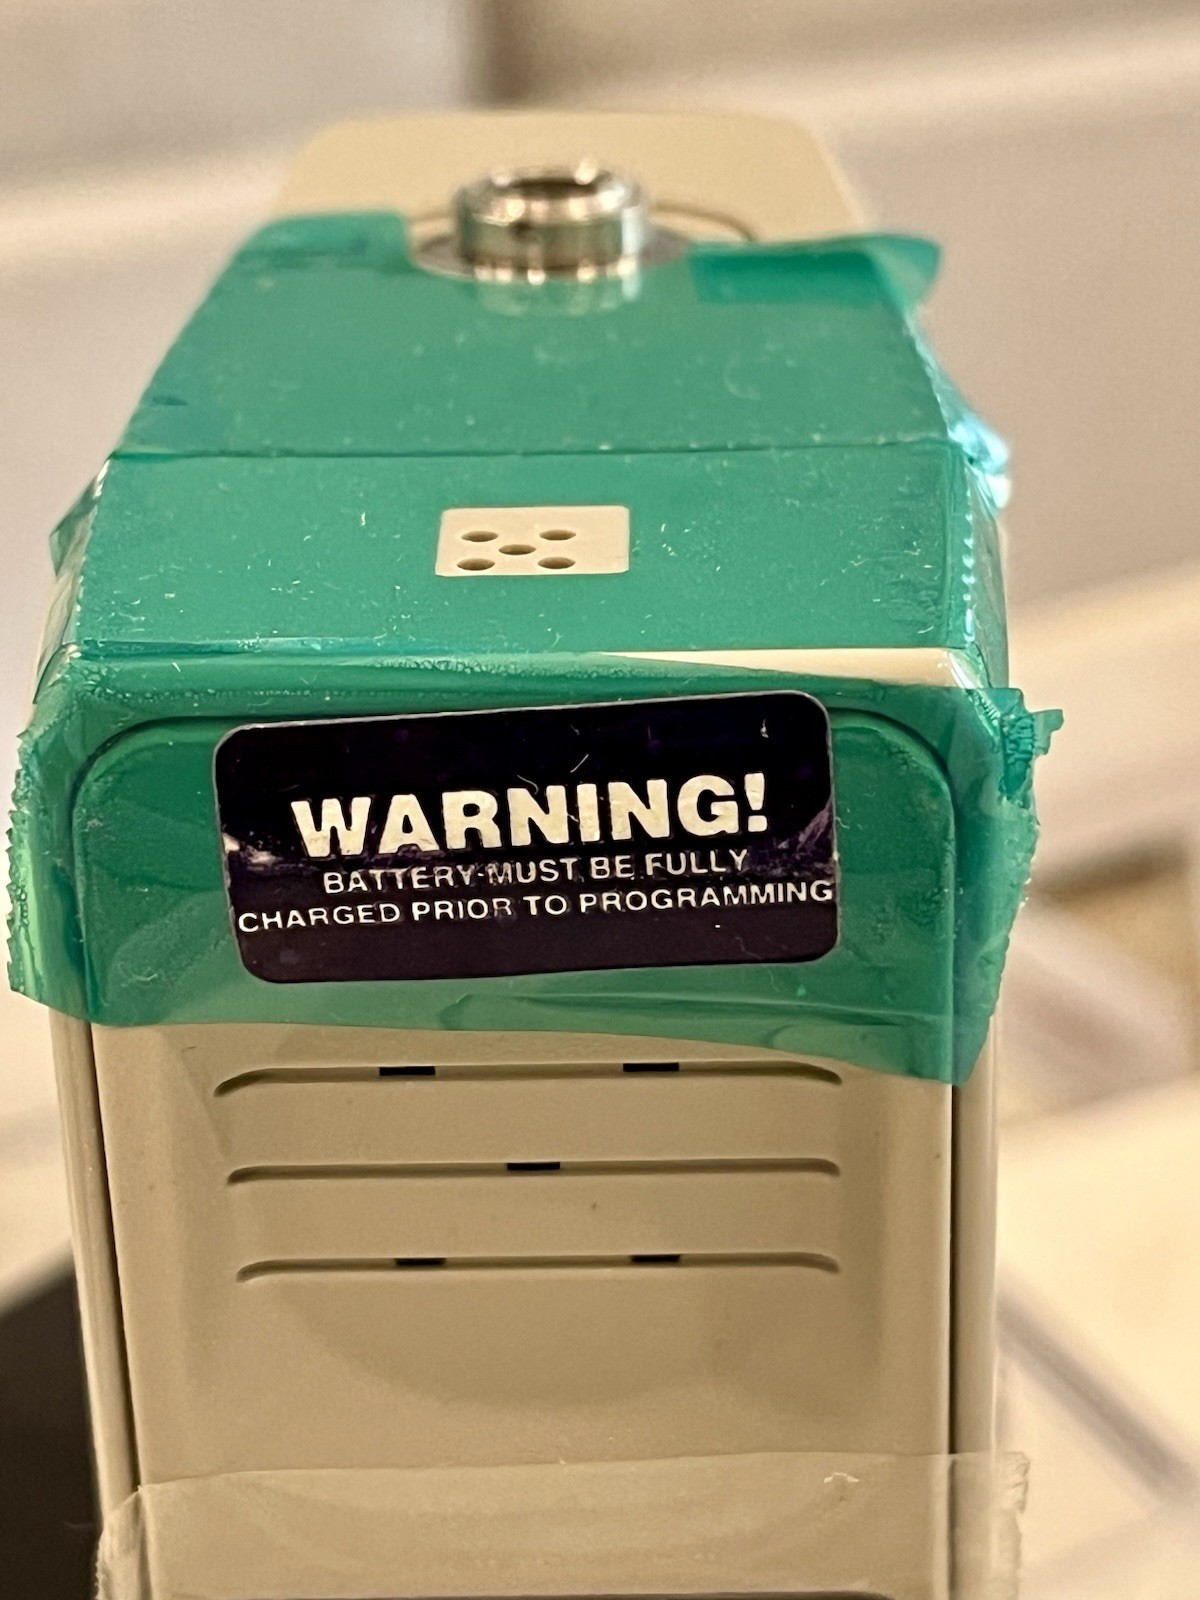 WARNING!
BATTERY MUST BE FULLY
CHARGED PRIOR TO PROGRAMMING